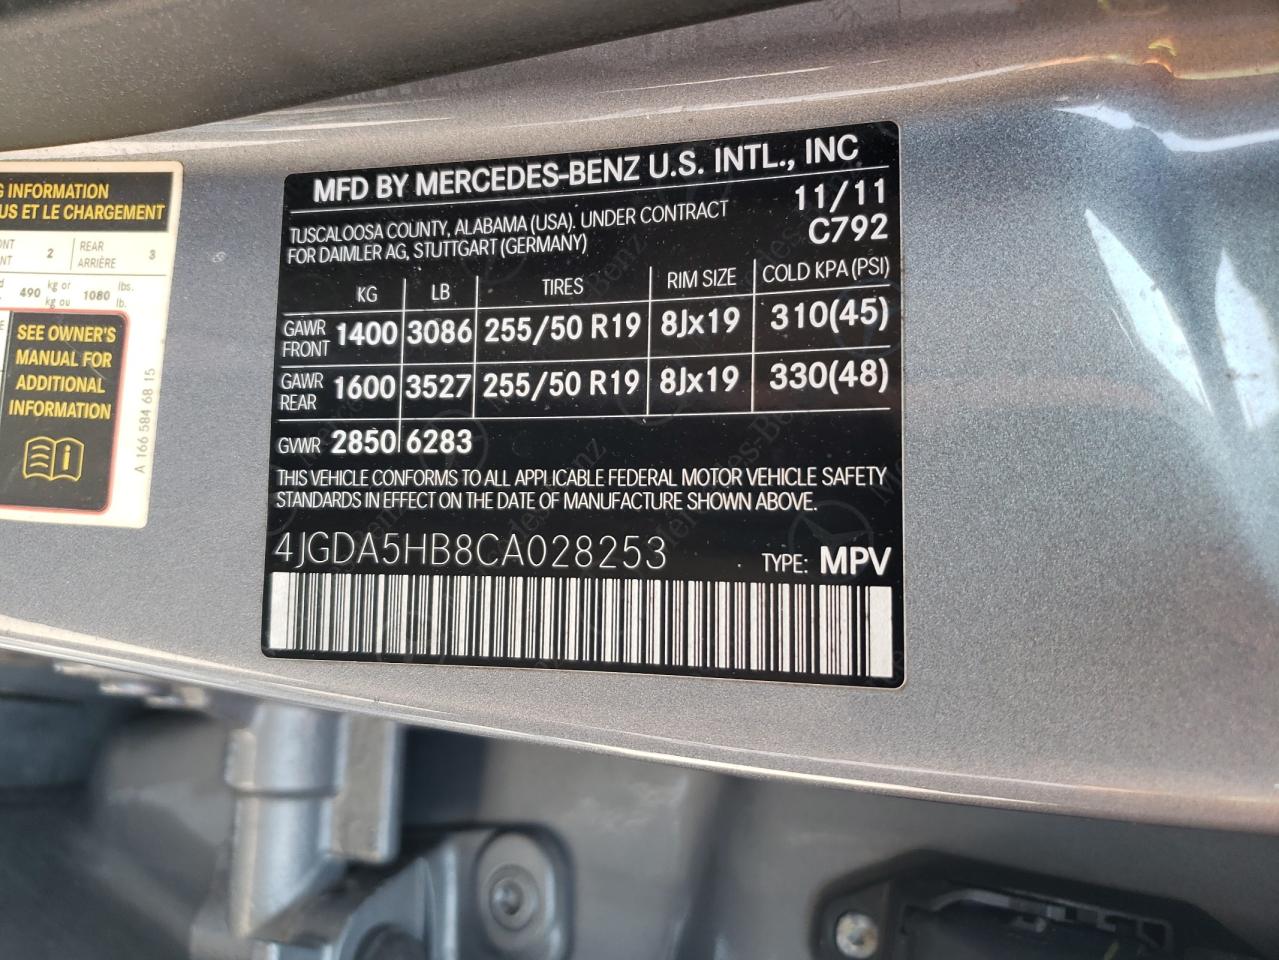 G INFORMATION
US ET LE CHARGEMENT
2
REAR
ARRIÈRE
3
490 kg or
kg ou 1080 lbs.
lb.
SEE OWNER'S
MANUAL FOR
ADDITIONAL
INFORMATION
A 166 584 68 15
MFD BY MERCEDES-BENZ U.S. INTL., INC
TUSCALOOSA COUNTY, ALABAMA (USA). UNDER CONTRACT
FOR DAIMLER AG, STUTTGART (GERMANY)
11/11
C792
KG LB TIRES RIM SIZE COLD KPA (PSI)
GAWR
FRONT 1400 3086 255/50 R19 8Jx19 310(45)
GAWR
REAR 1600 3527 255/50 R19 8Jx19 330(48)
GVWR 2850 6283
THIS VEHICLE CONFORMS TO ALL APPLICABLE FEDERAL MOTOR VEHICLE SAFETY
STANDARDS IN EFFECT ON THE DATE OF MANUFACTURE SHOWN ABOVE.
4JGDA5HB8CA028253 TYPE: MPV